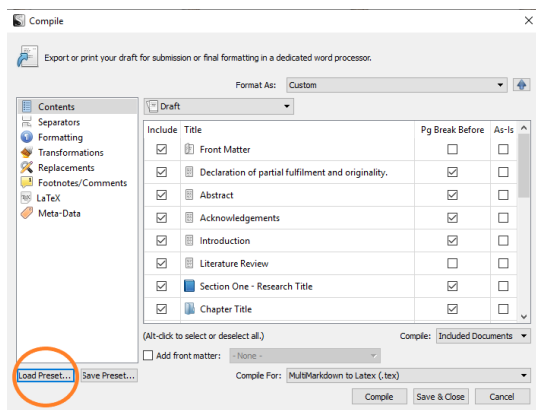 Compile
Export or print your draft for submission or final formatting in a dedicated word processor.
Format As: Custom
Contents
Separators
Formatting
Transformations
Replacements
Footnotes/Comments
LaTeX
Meta-Data
Draft
Include Title Pg Break Before As-Is
Front Matter
Declaration of partial fulfilment and originality.
Abstract
Acknowledgements
Introduction
Literature Review
Section One - Research Title
Chapter Title
(Alt-click to select or deselect all.) Compile: Included Documents
Add front matter: - None -
Load Preset... Save Preset... Compile For: MultiMarkdown to Latex (.tex)
Compile Save & Close Cancel